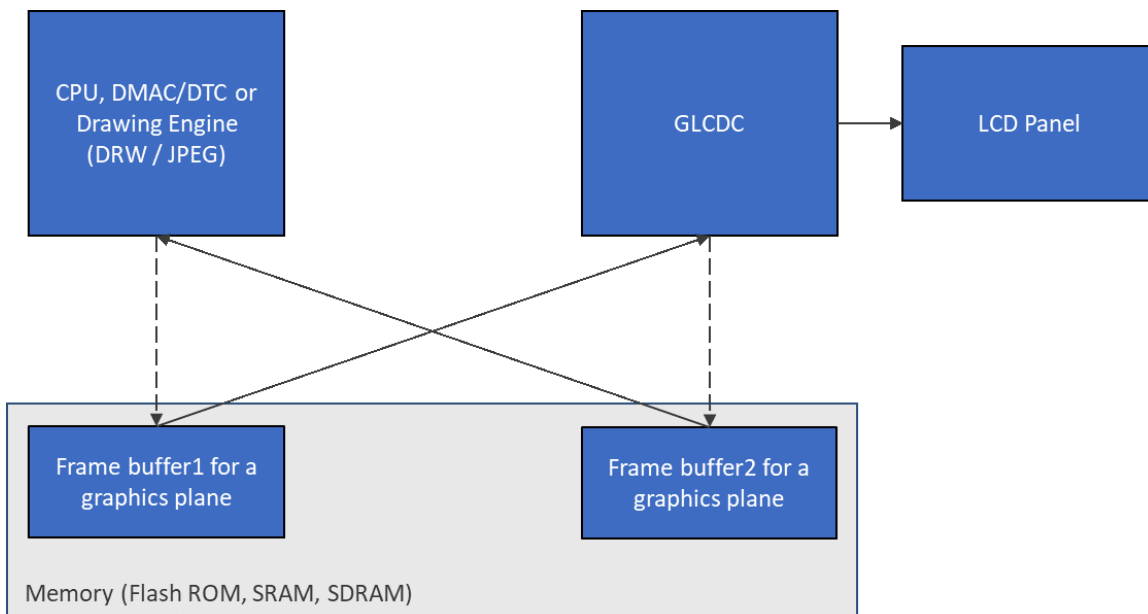 CPU, DMAC/DTC or
Drawing Engine
(DRW / JPEG)
GLCDC
LCD Panel
Frame buffer1 for a
graphics plane
Frame buffer2 for a
graphics plane
Memory (Flash ROM, SRAM, SDRAM)